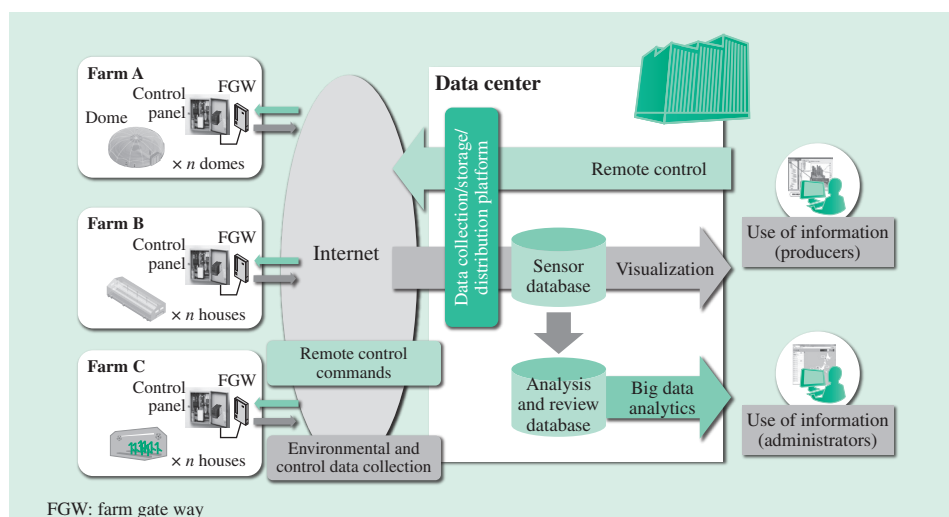 Farm A
Control
panel
FGW
Dome
× n domes
Farm B
Control
panel
FGW
× n houses
Farm C
Control
panel
FGW
× n houses
Internet
Remote control
commands
Environmental and
control data collection
Data center
Data collection/storage/
distribution platform
Remote control
Sensor
database
Visualization
Analysis
and review
database
Big data
analytics
Use of information
(producers)
Use of information
(administrators)
FGW: farm gate way